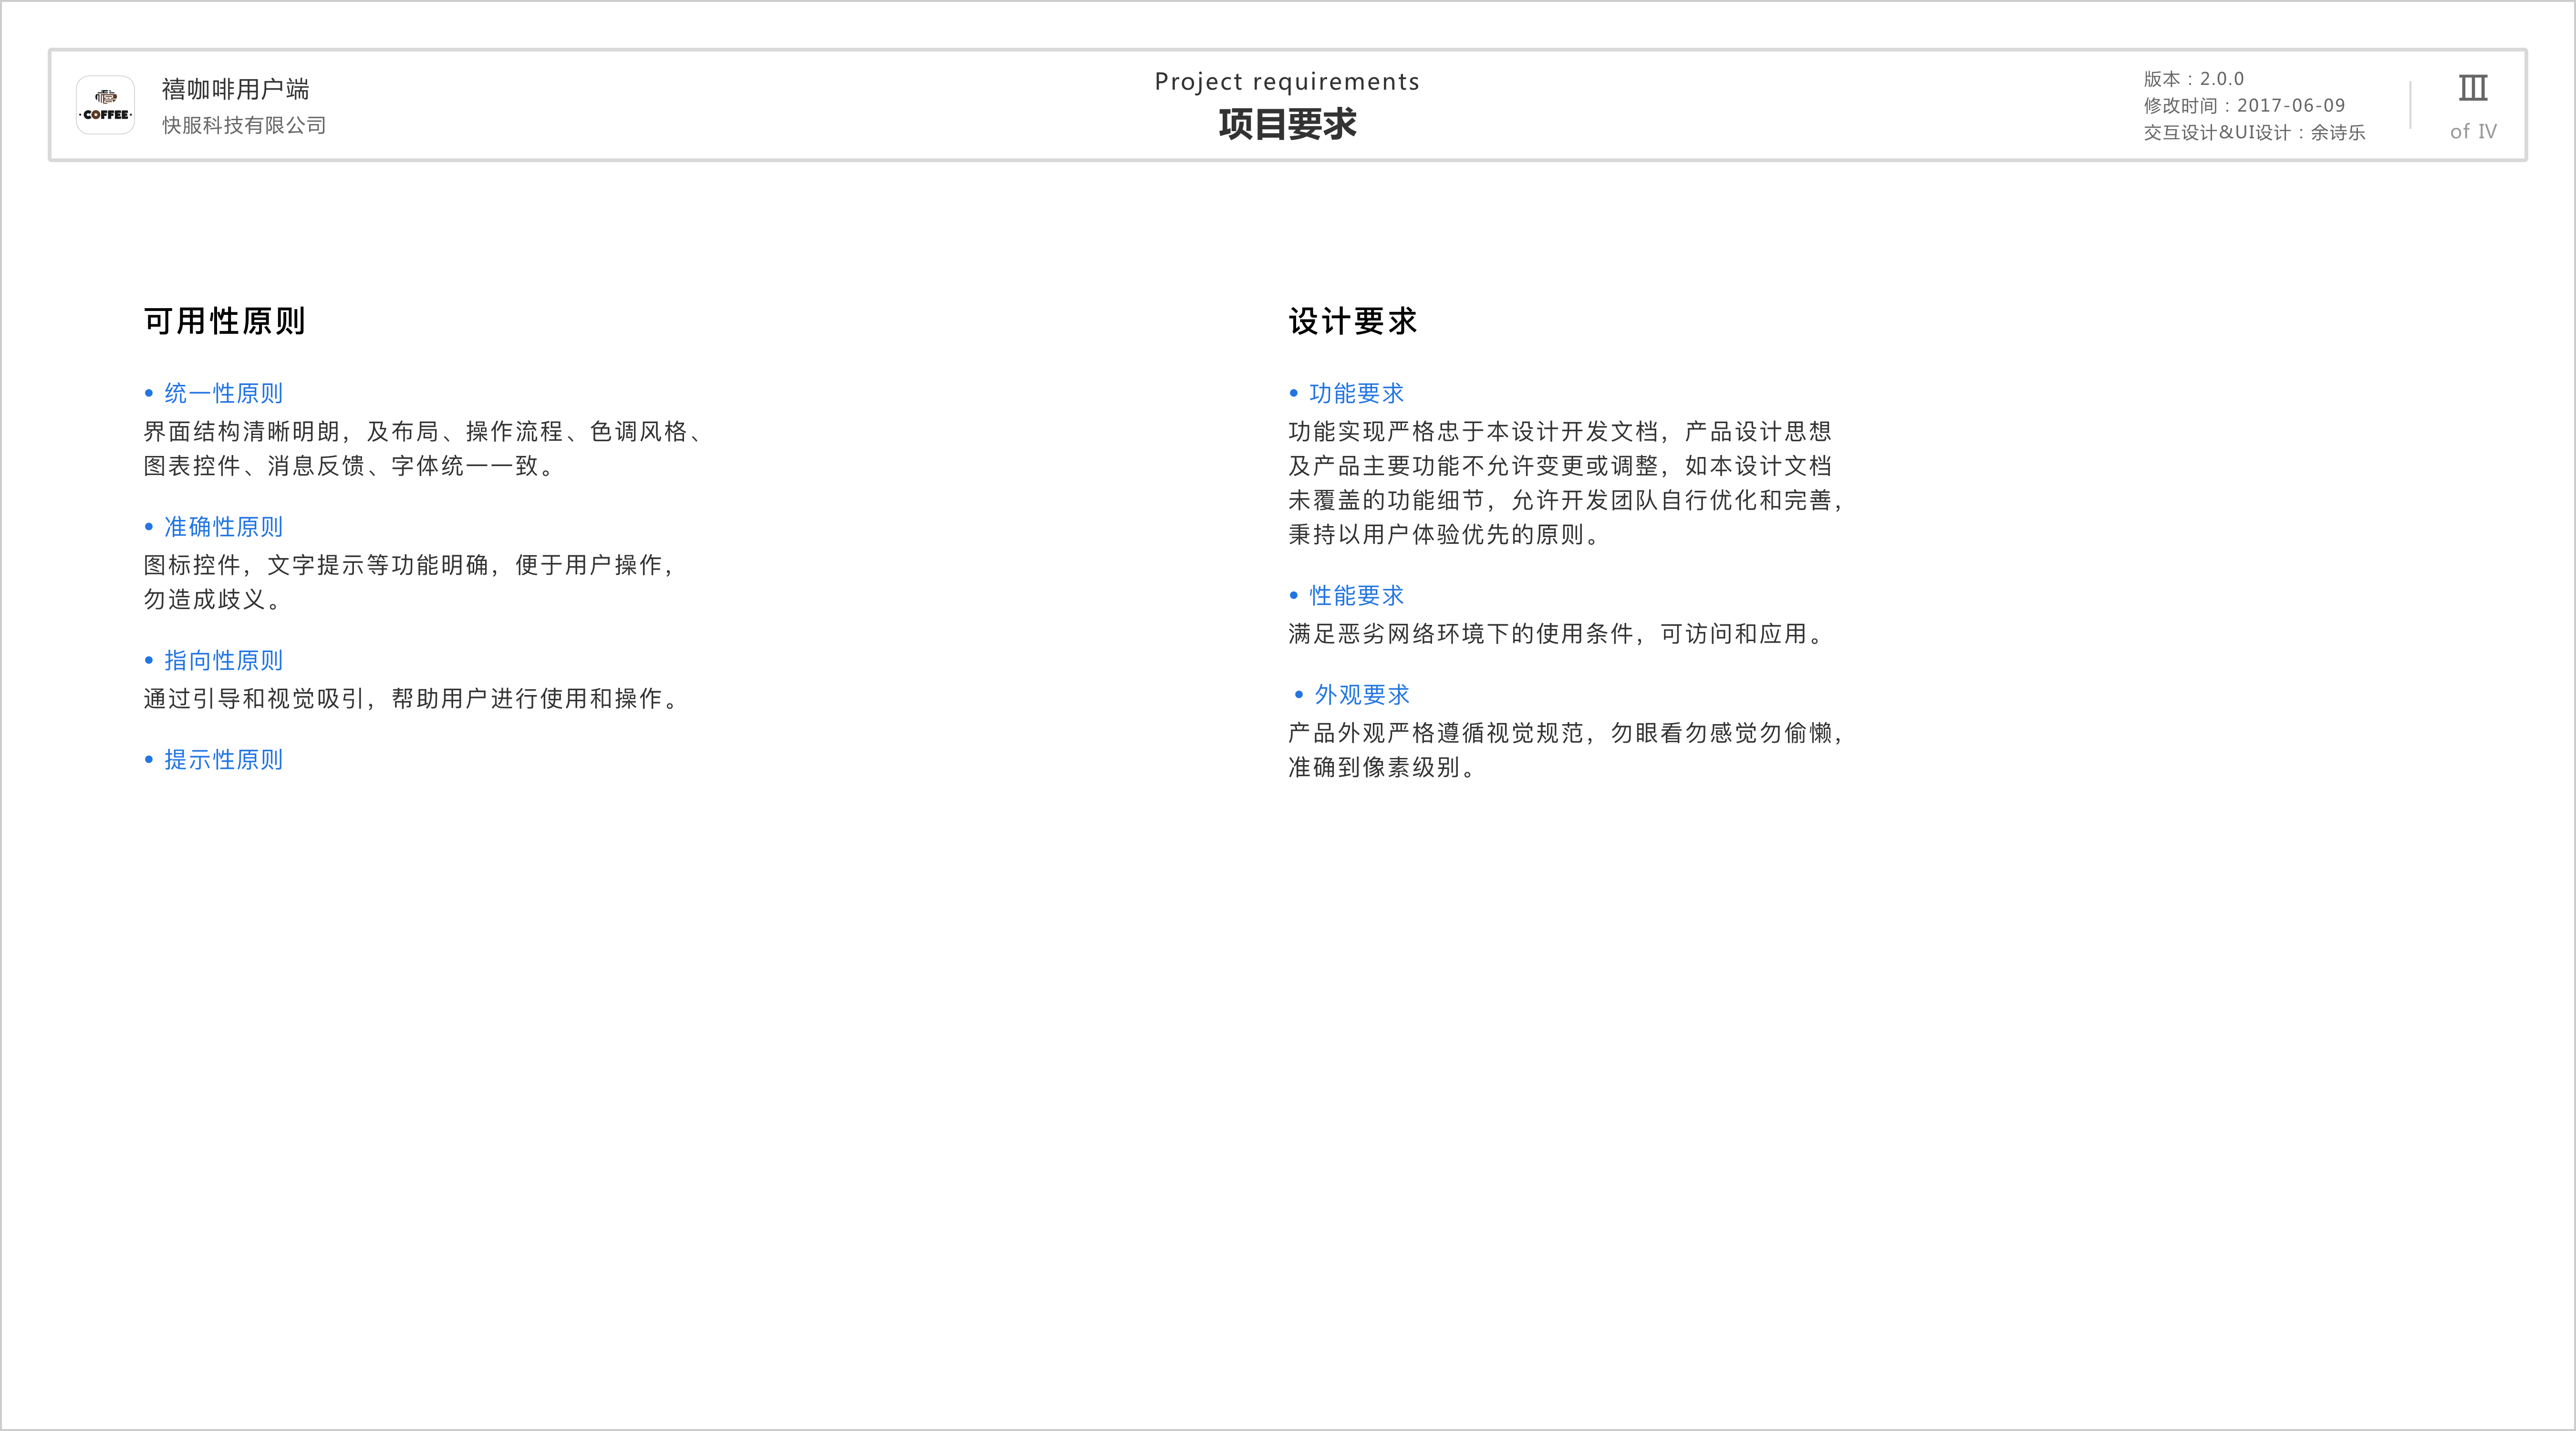 ·COFFEE·
禧咖啡用户端
快服科技有限公司
Project requirements
项目要求
版本：2.0.0
修改时间：2017-06-09
交互设计&UI设计：余诗乐
III
of IV
可用性原则
• 统一性原则
界面结构清晰明朗，及布局、操作流程、色调风格、
图表控件、消息反馈、字体统一一致。
• 准确性原则
图标控件，文字提示等功能明确，便于用户操作，
勿造成歧义。
• 指向性原则
通过引导和视觉吸引，帮助用户进行使用和操作。
• 提示性原则
设计要求
• 功能要求
功能实现严格忠于本设计开发文档，产品设计思想
及产品主要功能不允许变更或调整，如本设计文档
未覆盖的功能细节，允许开发团队自行优化和完善，
秉持以用户体验优先的原则。
• 性能要求
满足恶劣网络环境下的使用条件，可访问和应用。
• 外观要求
产品外观严格遵循视觉规范，勿眼看勿感觉勿偷懒，
准确到像素级别。